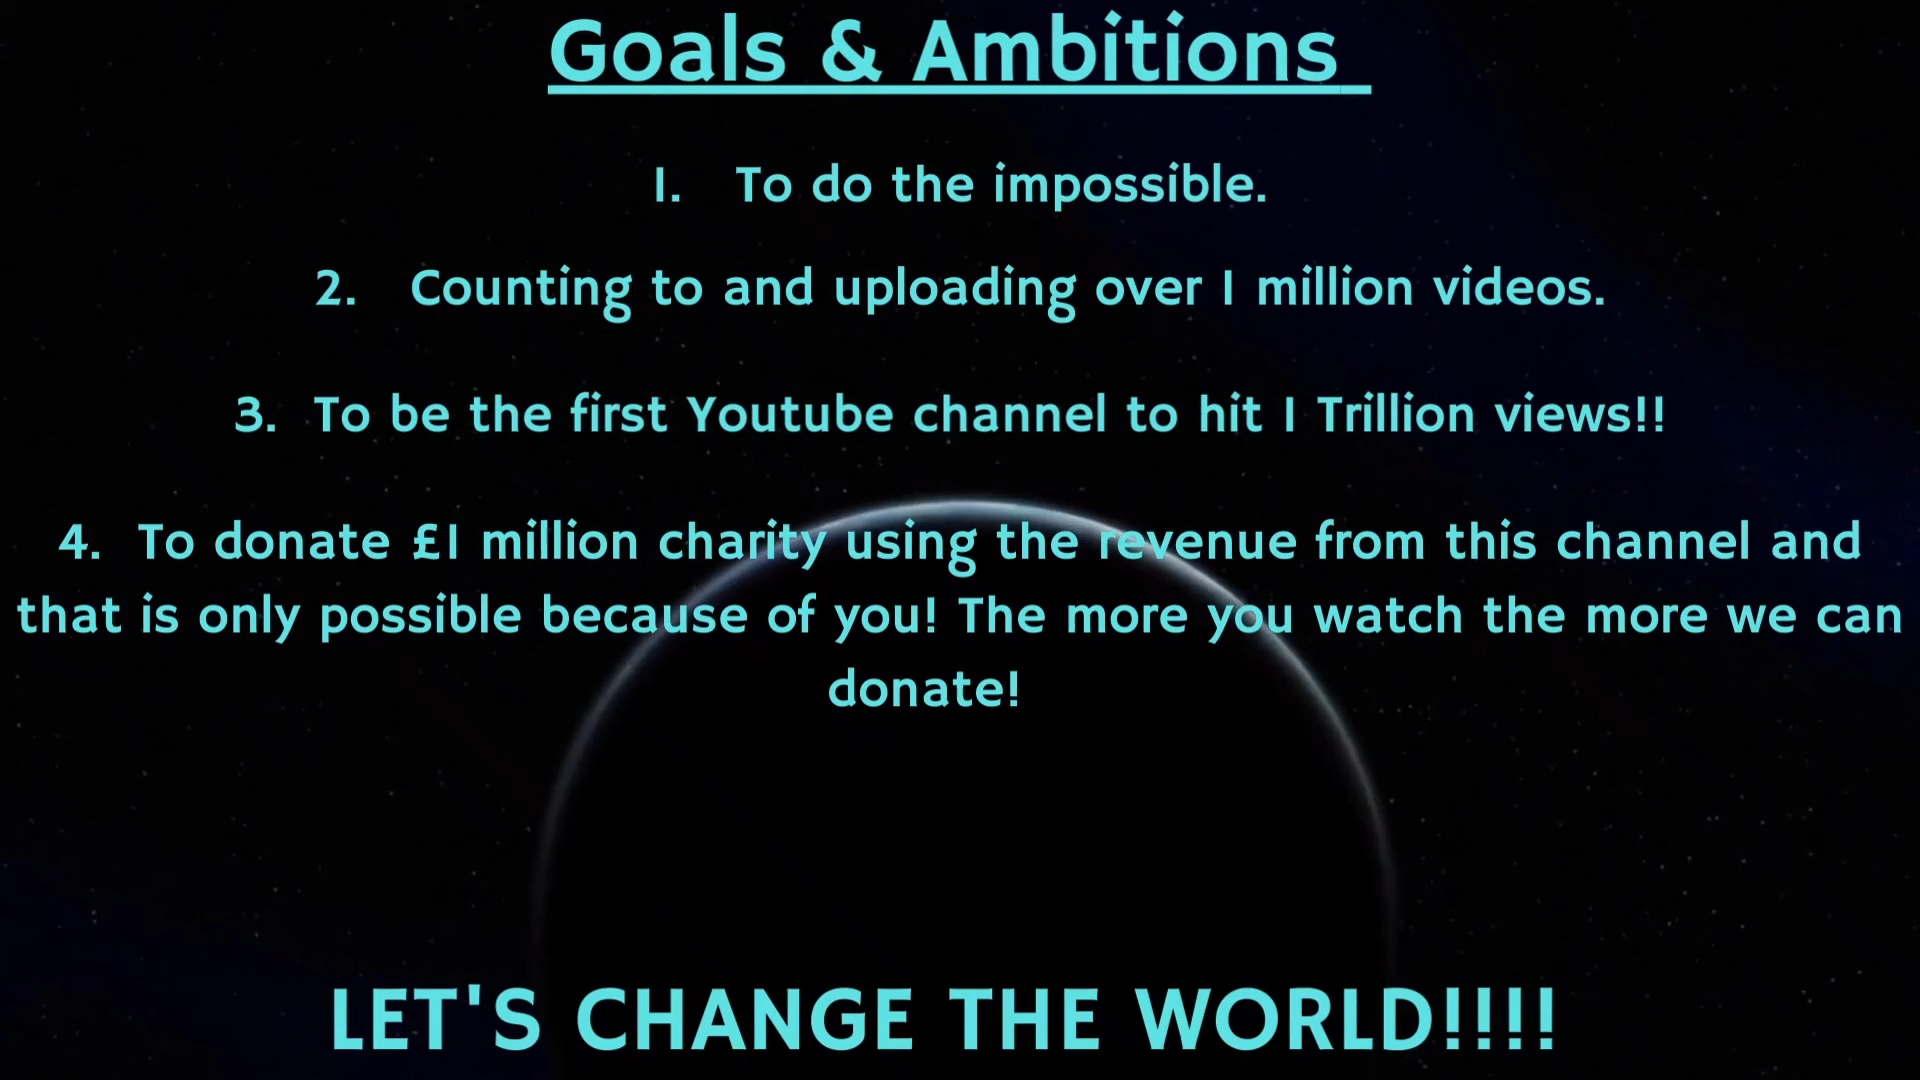 Goals & Ambitions
1. To do the impossible.
2. Counting to and uploading over 1 million videos.
3. To be the first Youtube channel to hit 1 Trillion views!!
4. To donate £1 million charity using the revenue from this channel and
that is only possible because of you! The more you watch the more we can
donate!
LET'S CHANGE THE WORLD!!!!